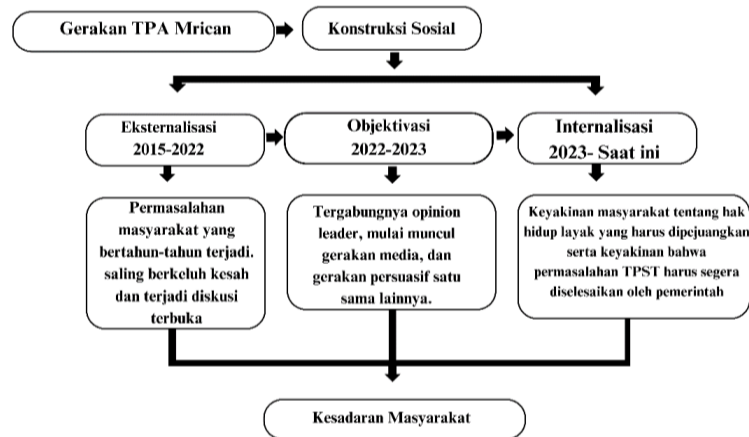 Gerakan TPA Mrican
Konstruksi Sosial
Eksternalisasi
2015-2022
Objektivasi
2022-2023
Internalisasi
2023- Saat ini
Permasalahan
masyarakat yang
bertahun-tahun terjadi.
saling berkeluh kesah
dan terjadi diskusi
terbuka
Tergabungnya opinion
leader, mulai muncul
gerakan media, dan
gerakan persuasif satu
sama lainnya.
Keyakinan masyarakat tentang hak
hidup layak yang harus dipejuangkan
serta keyakinan bahwa
permasalahan TPST harus segera
diselesaikan oleh pemerintah
Kesadaran Masyarakat